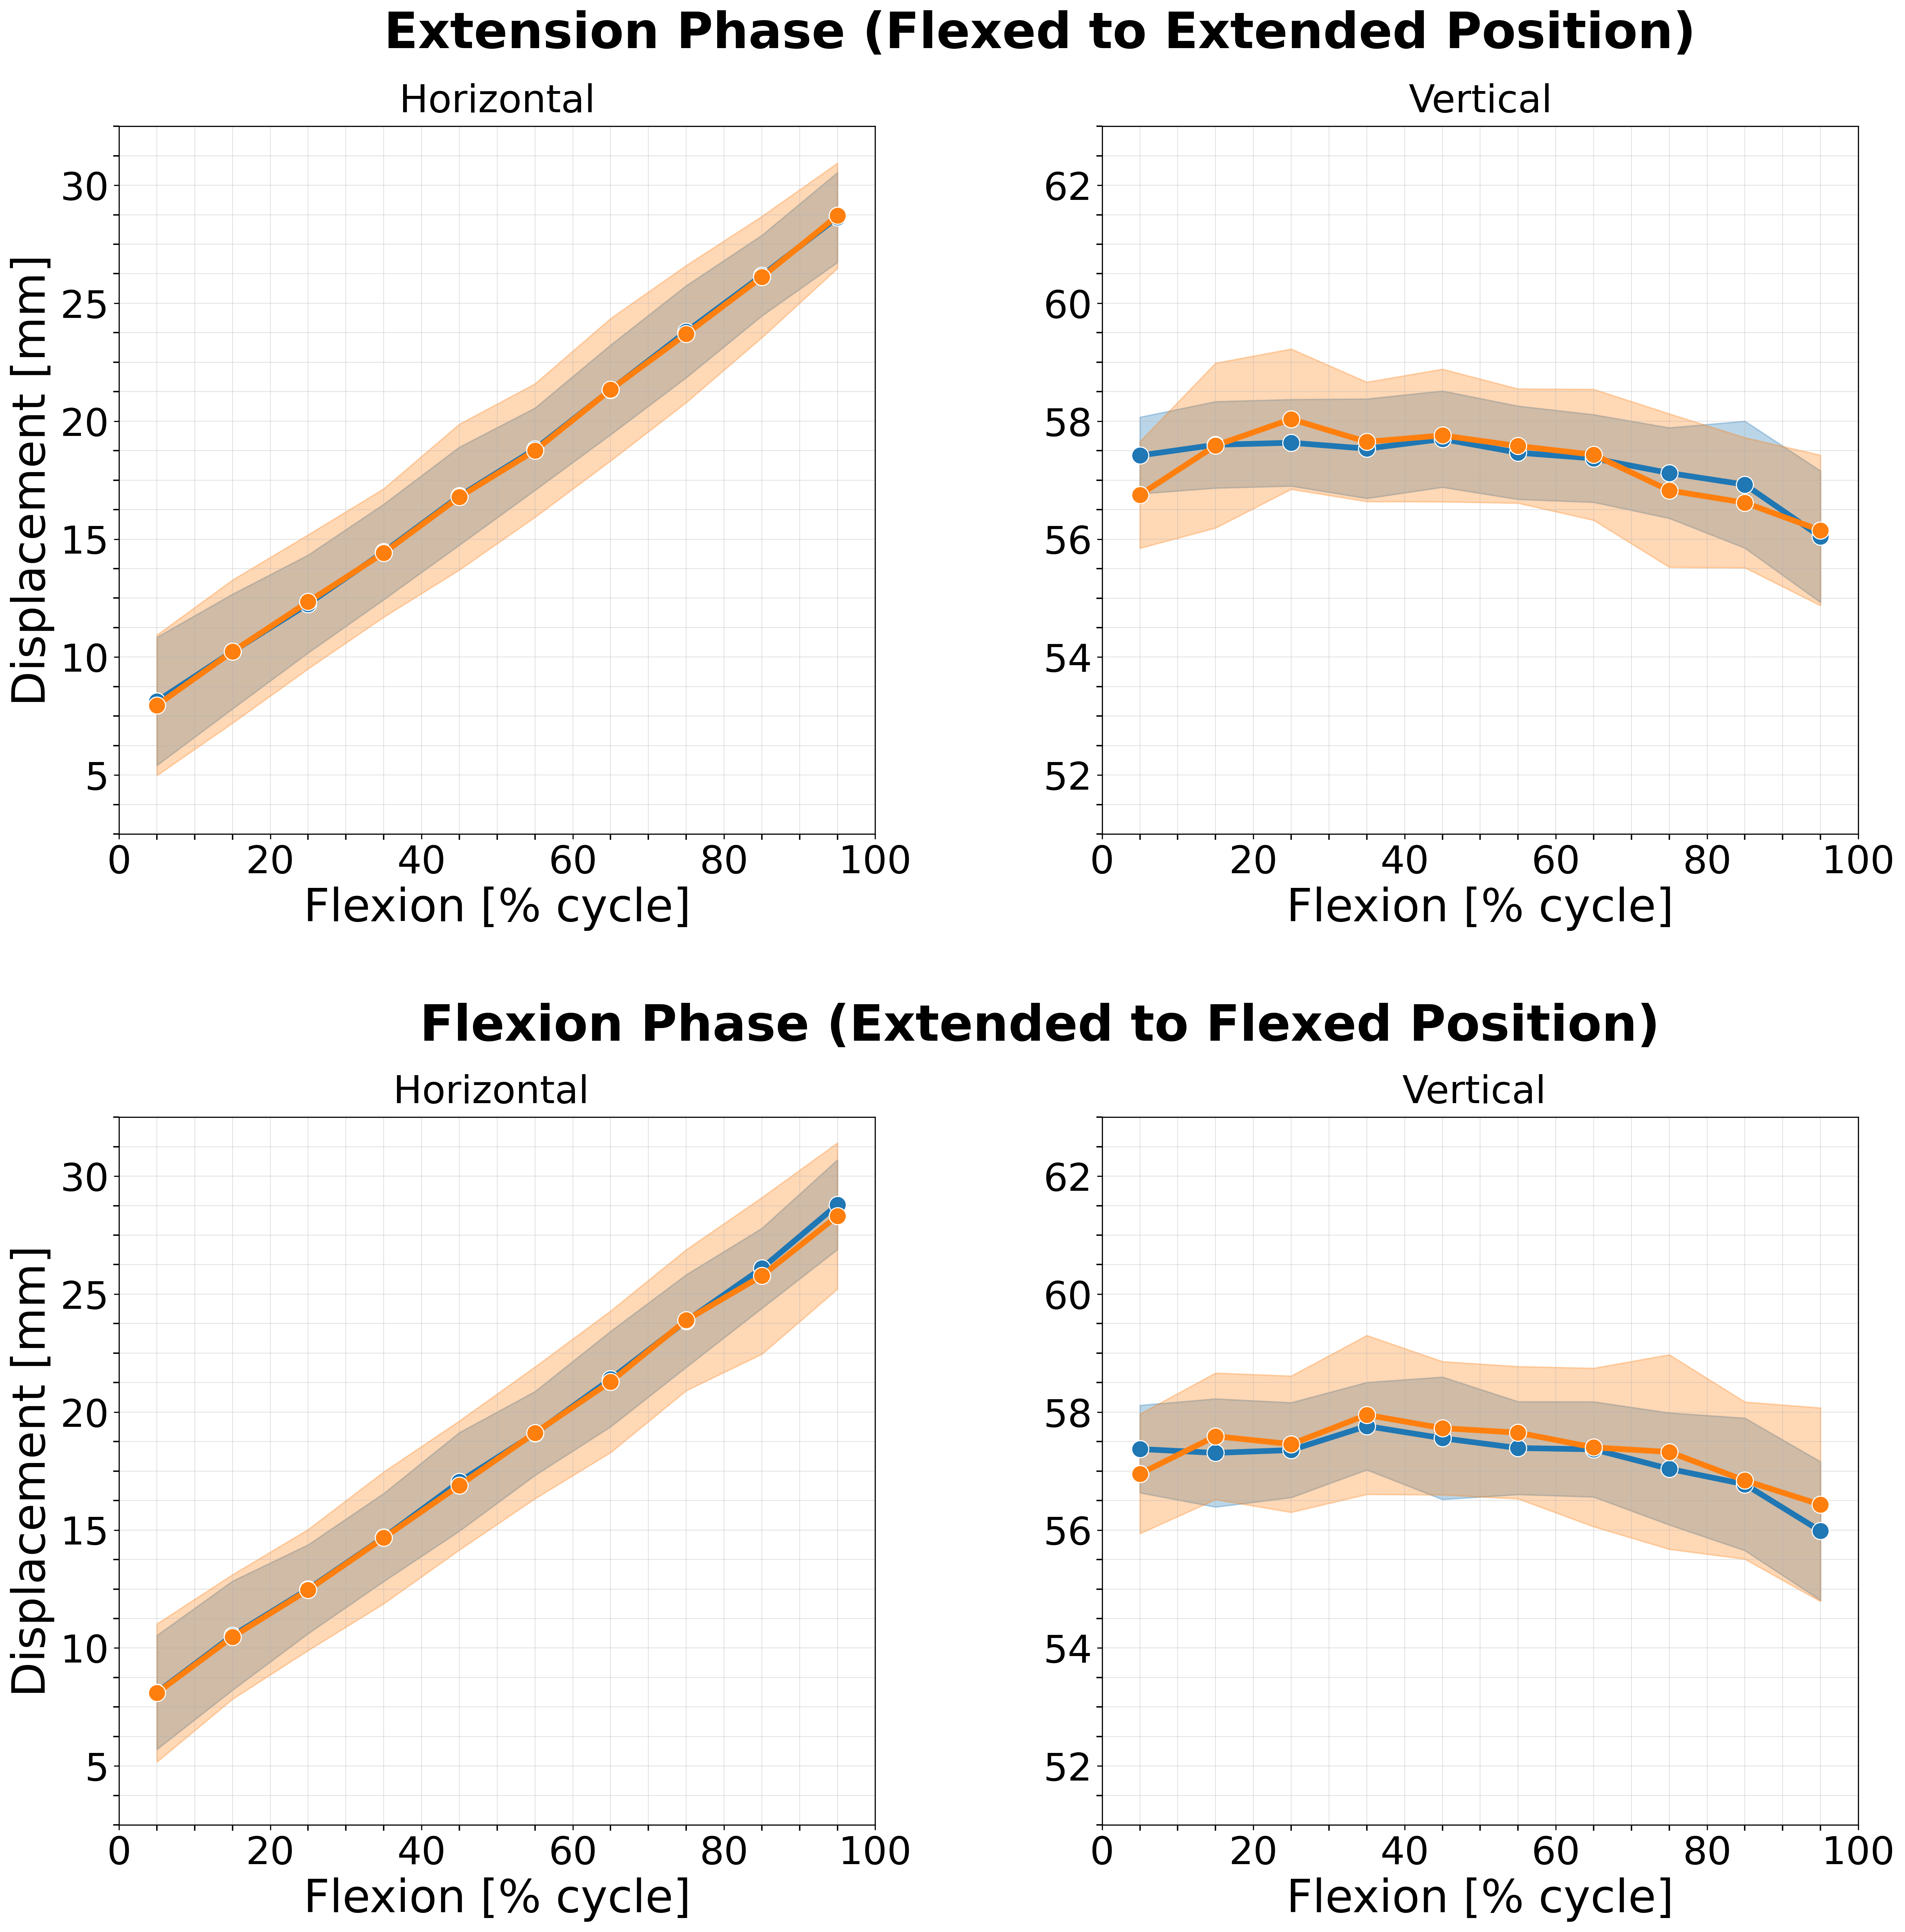 Extension Phase (Flexed to Extended Position)
Horizontal
Vertical
Displacement [mm]
30
25
20
15
10
5
0 20 40 60 80 100
Flexion [% cycle]
62
60
58
56
54
52
0 20 40 60 80 100
Flexion [% cycle]
Flexion Phase (Extended to Flexed Position)
Horizontal
Vertical
Displacement [mm]
30
25
20
15
10
5
0 20 40 60 80 100
Flexion [% cycle]
62
60
58
56
54
52
0 20 40 60 80 100
Flexion [% cycle]